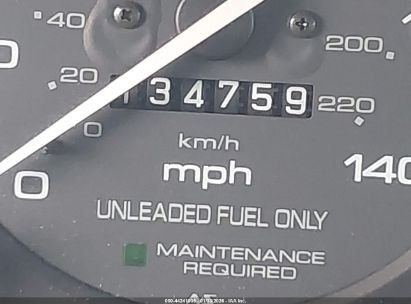 40
200
20
134759
220
0
km/h
mph
0
140
UNLEADED FUEL ONLY
MAINTENANCE
REQUIRED